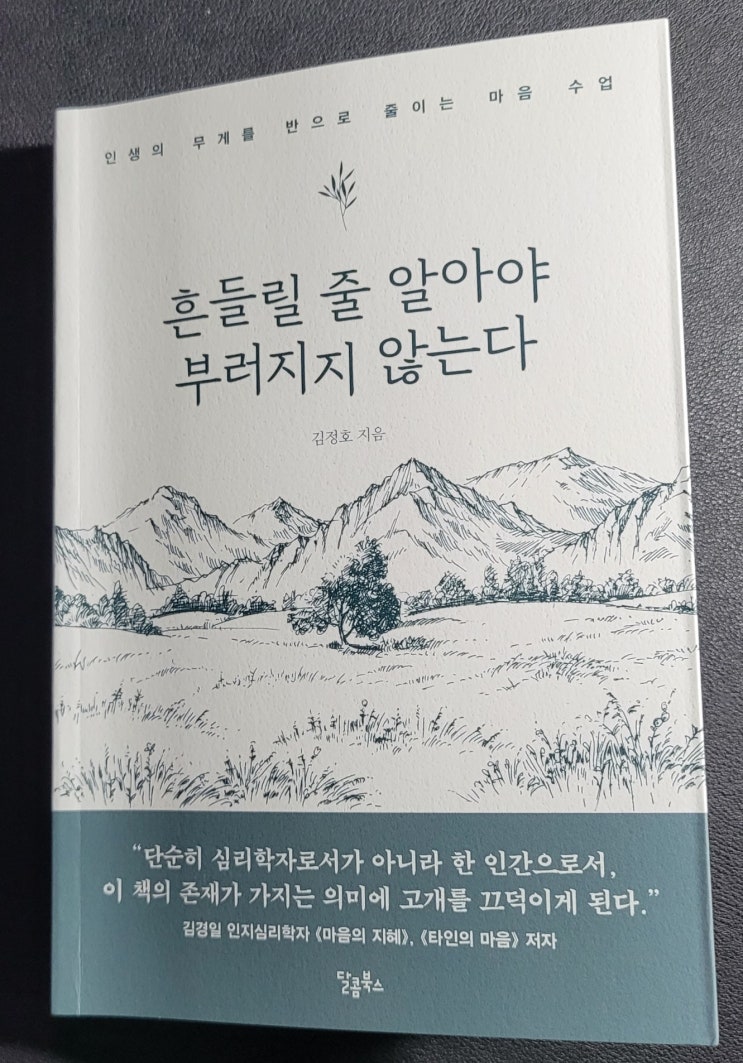 인생의 무게를 반으로 줄이는 마음 수업
흔들릴 줄 알아야
부러지지 않는다
김정호 지음
“단순히 심리학자로서가 아니라 한 인간으로서,
이 책의 존재가 가지는 의미에 고개를 끄덕이게 된다.”
김경일 인지심리학자 《마음의 지혜》, 《타인의 마음》 저자
달콤북스